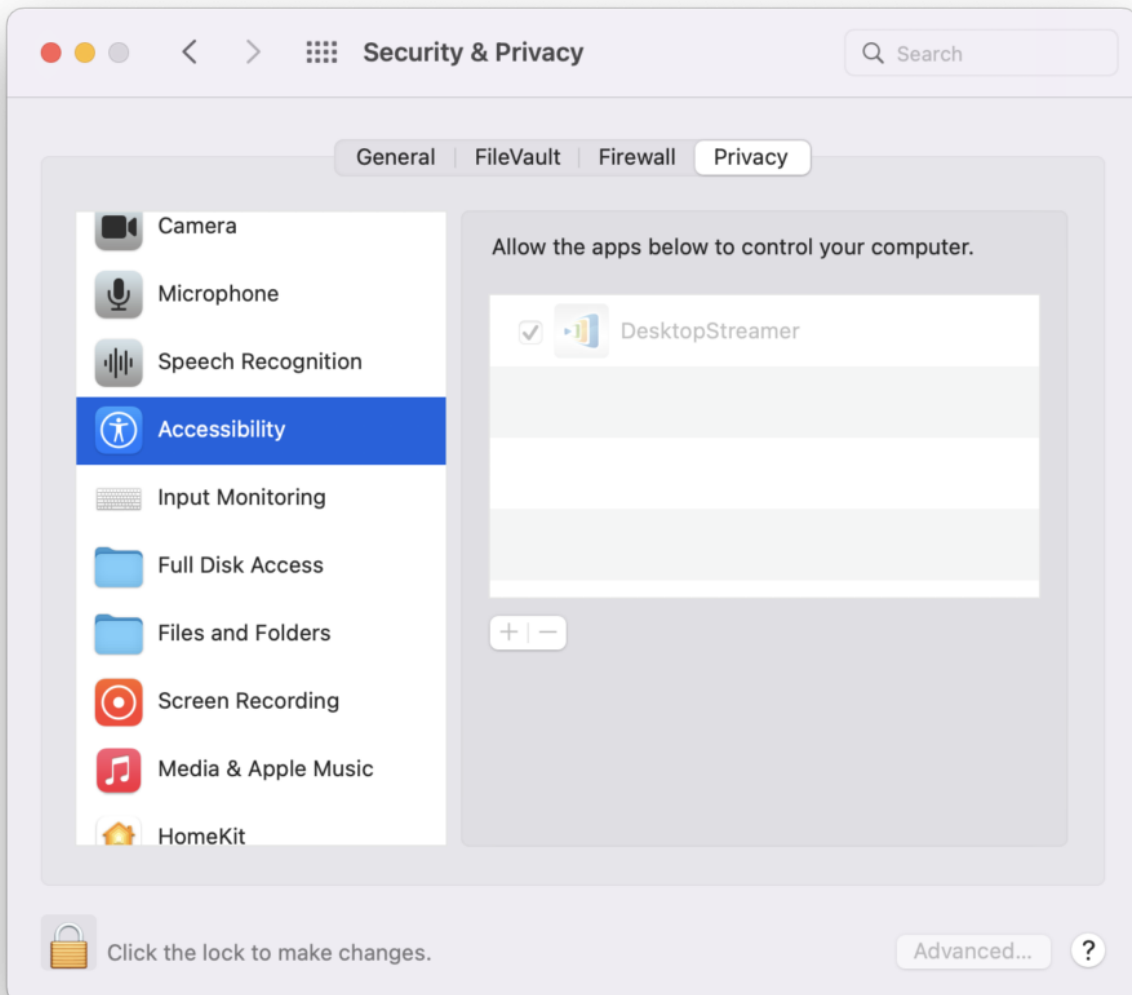 Security & Privacy
Search
General
FileVault
Firewall
Privacy
Camera
Microphone
Speech Recognition
Accessibility
Input Monitoring
Full Disk Access
Files and Folders
Screen Recording
Media & Apple Music
HomeKit
Allow the apps below to control your computer.
DesktopStreamer
Click the lock to make changes.
Advanced...
?